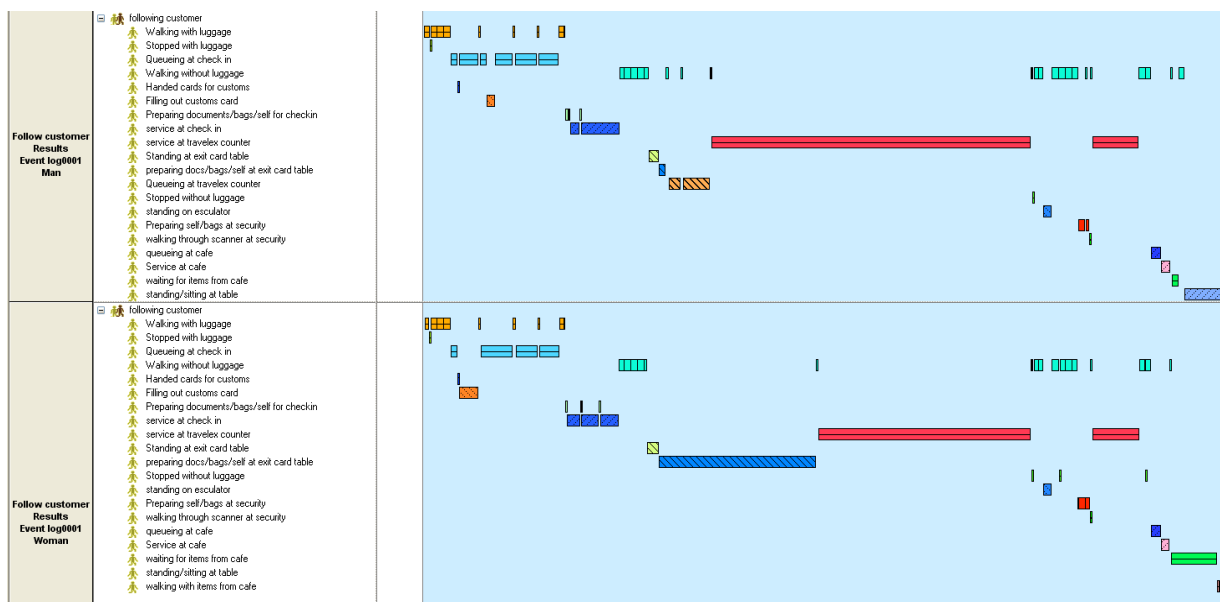 following customer
Walking with luggage
Stopped with luggage
Queueing at check in
Walking without luggage
Handed cards for customs
Filling out customs card
Preparing documents/bags/self for checkin
service at check in
service at travelex counter
Standing at exit card table
preparing docs/bags/self at exit card table
Queueing at travelex counter
Stopped without luggage
standing on esculator
Preparing self/bags at security
walking through scanner at security
queueing at cafe
Service at cafe
waiting for items from cafe
standing/sitting at table
Follow customer
Results
Event log0001
Man
following customer
Walking with luggage
Stopped with luggage
Queueing at check in
Walking without luggage
Handed cards for customs
Filling out customs card
Preparing documents/bags/self for checkin
service at check in
service at travelex counter
Standing at exit card table
preparing docs/bags/self at exit card table
Stopped without luggage
standing on esculator
Preparing self/bags at security
walking through scanner at security
queueing at cafe
Service at cafe
waiting for items from cafe
standing/sitting at table
walking with items from cafe
Follow customer
Results
Event log0001
Woman